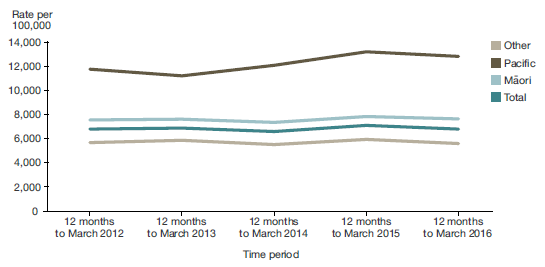 Rate per
100,000
14,000
12,000
10,000
8,000
6,000
4,000
2,000
0
12 months
to March 2012
12 months
to March 2013
12 months
to March 2014
12 months
to March 2015
12 months
to March 2016
Time period
Other
Pacific
Māori
Total